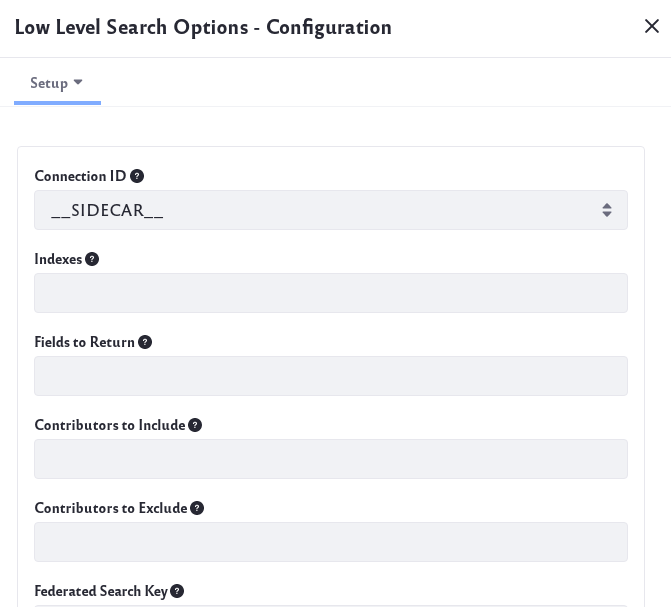 Low Level Search Options - Configuration
Setup
Connection ID
__SIDECAR__
Indexes
Fields to Return
Contributors to Include
Contributors to Exclude
Federated Search Key